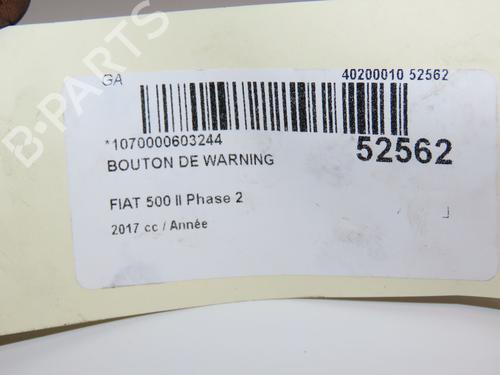 B-PARTS
GA
40200010 52562
*1070000603244
52562
BOUTON DE WARNING
FIAT 500 II Phase 2
2017 cc / Année